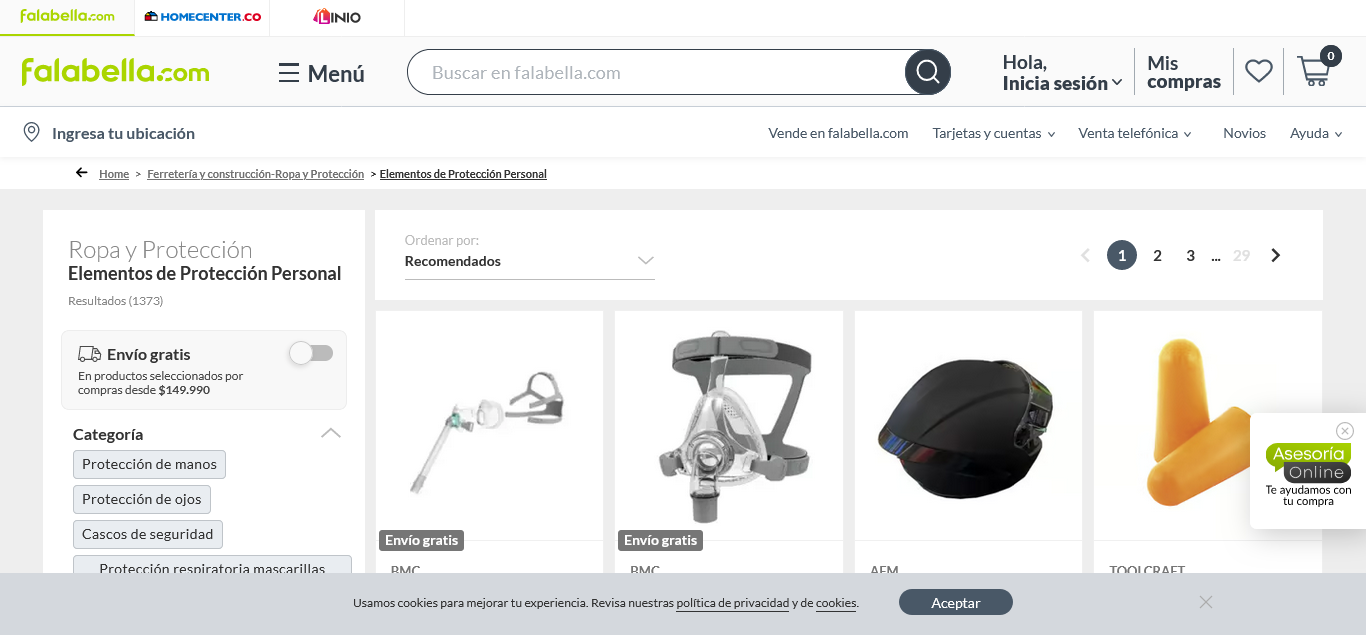 falabella.com
HOMECENTER.CO
LINIO
falabella.com
Menú
Buscar en falabella.com
Hola,
Inicia sesión
Mis
compras
0
Ingresa tu ubicación
Vende en falabella.com
Tarjetas y cuentas
Venta telefónica
Novios
Ayuda
Home > Ferretería y construcción-Ropa y Protección > Elementos de Protección Personal
Ropa y Protección
Elementos de Protección Personal
Resultados (1373)
Envío gratis
En productos seleccionados por
compras desde $149.990
Categoría
Protección de manos
Protección de ojos
Cascos de seguridad
Protección respiratoria mascarillas
Ordenar por:
Recomendados
1 2 3 ... 29
Envío gratis
BMC
Envío gratis
BMC
AFM
TOOLCRAFT
Asesoría
Online
Te ayudamos con
tu compra
Usamos cookies para mejorar tu experiencia. Revisa nuestras política de privacidad y de cookies.
Aceptar